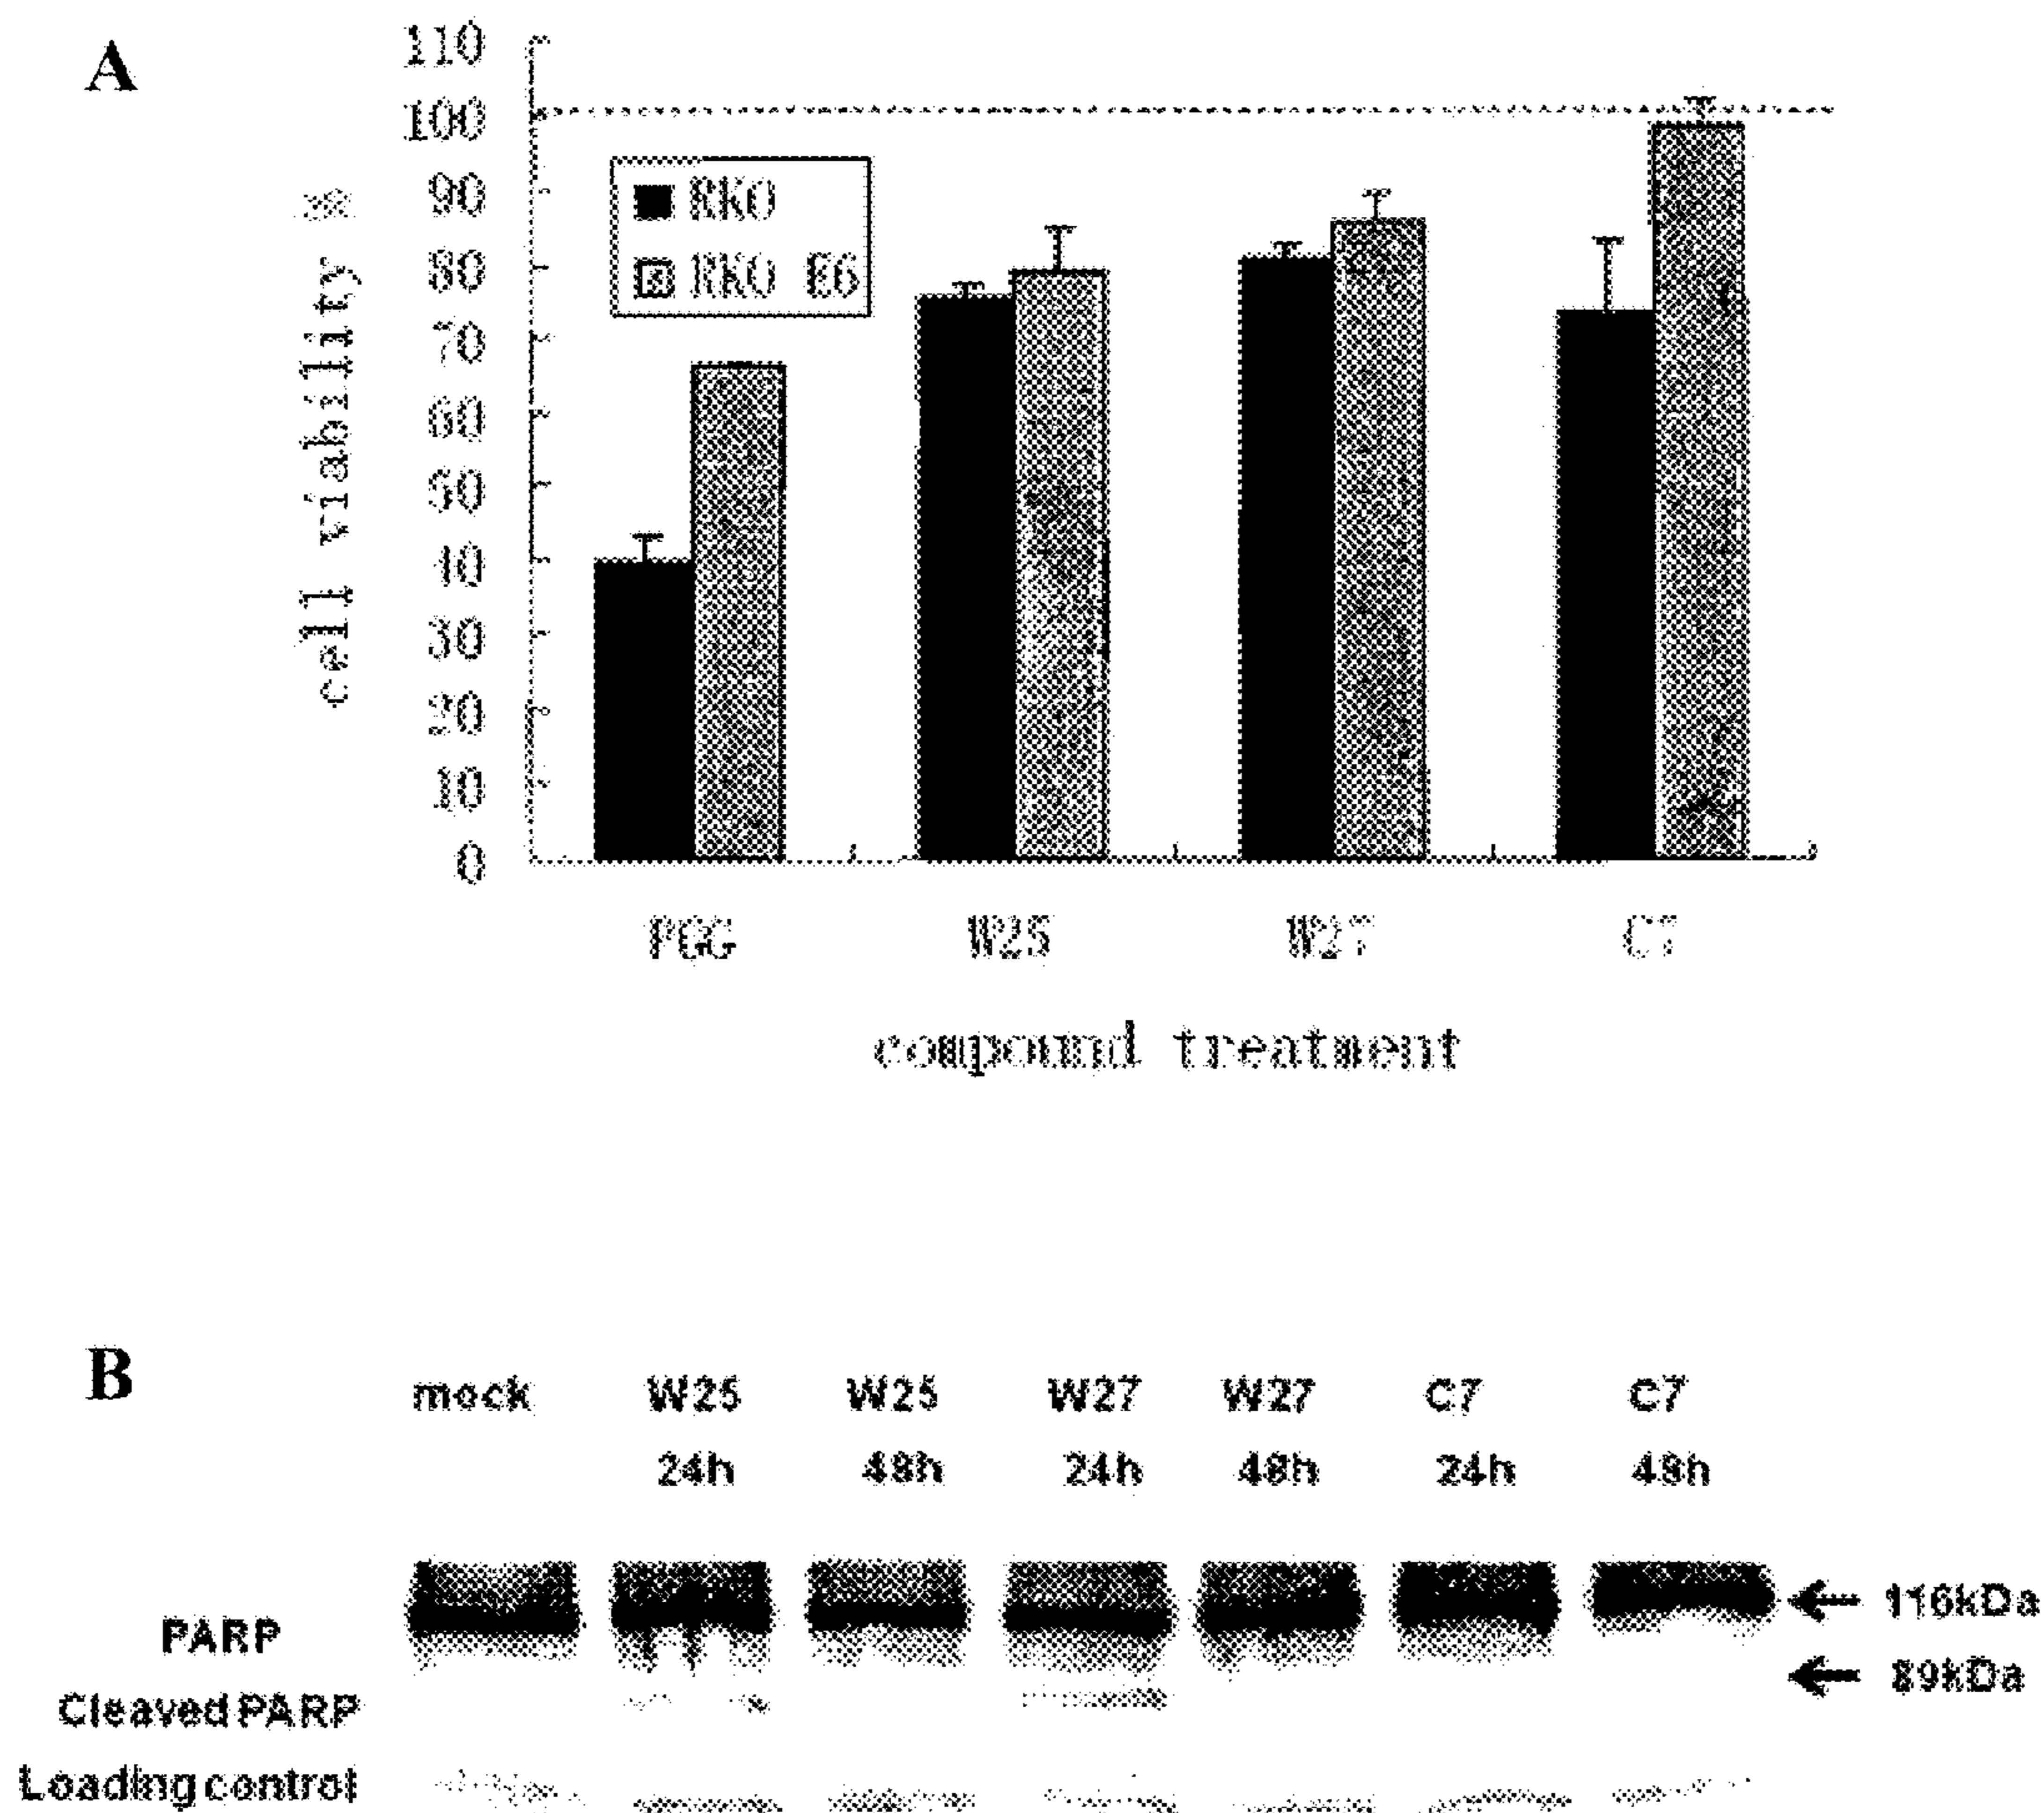 A
110
100
90
80
70
60
50
40
30
20
10
0
cell viability %
RKO
RKO E6
PGG W25 W27 C7
compound treatment
B
mock W25 W25 W27 W27 C7 C7
24h 48h 24h 48h 24h 48h
PARP
116kDa
89kDa
Cleaved PARP
Loading control